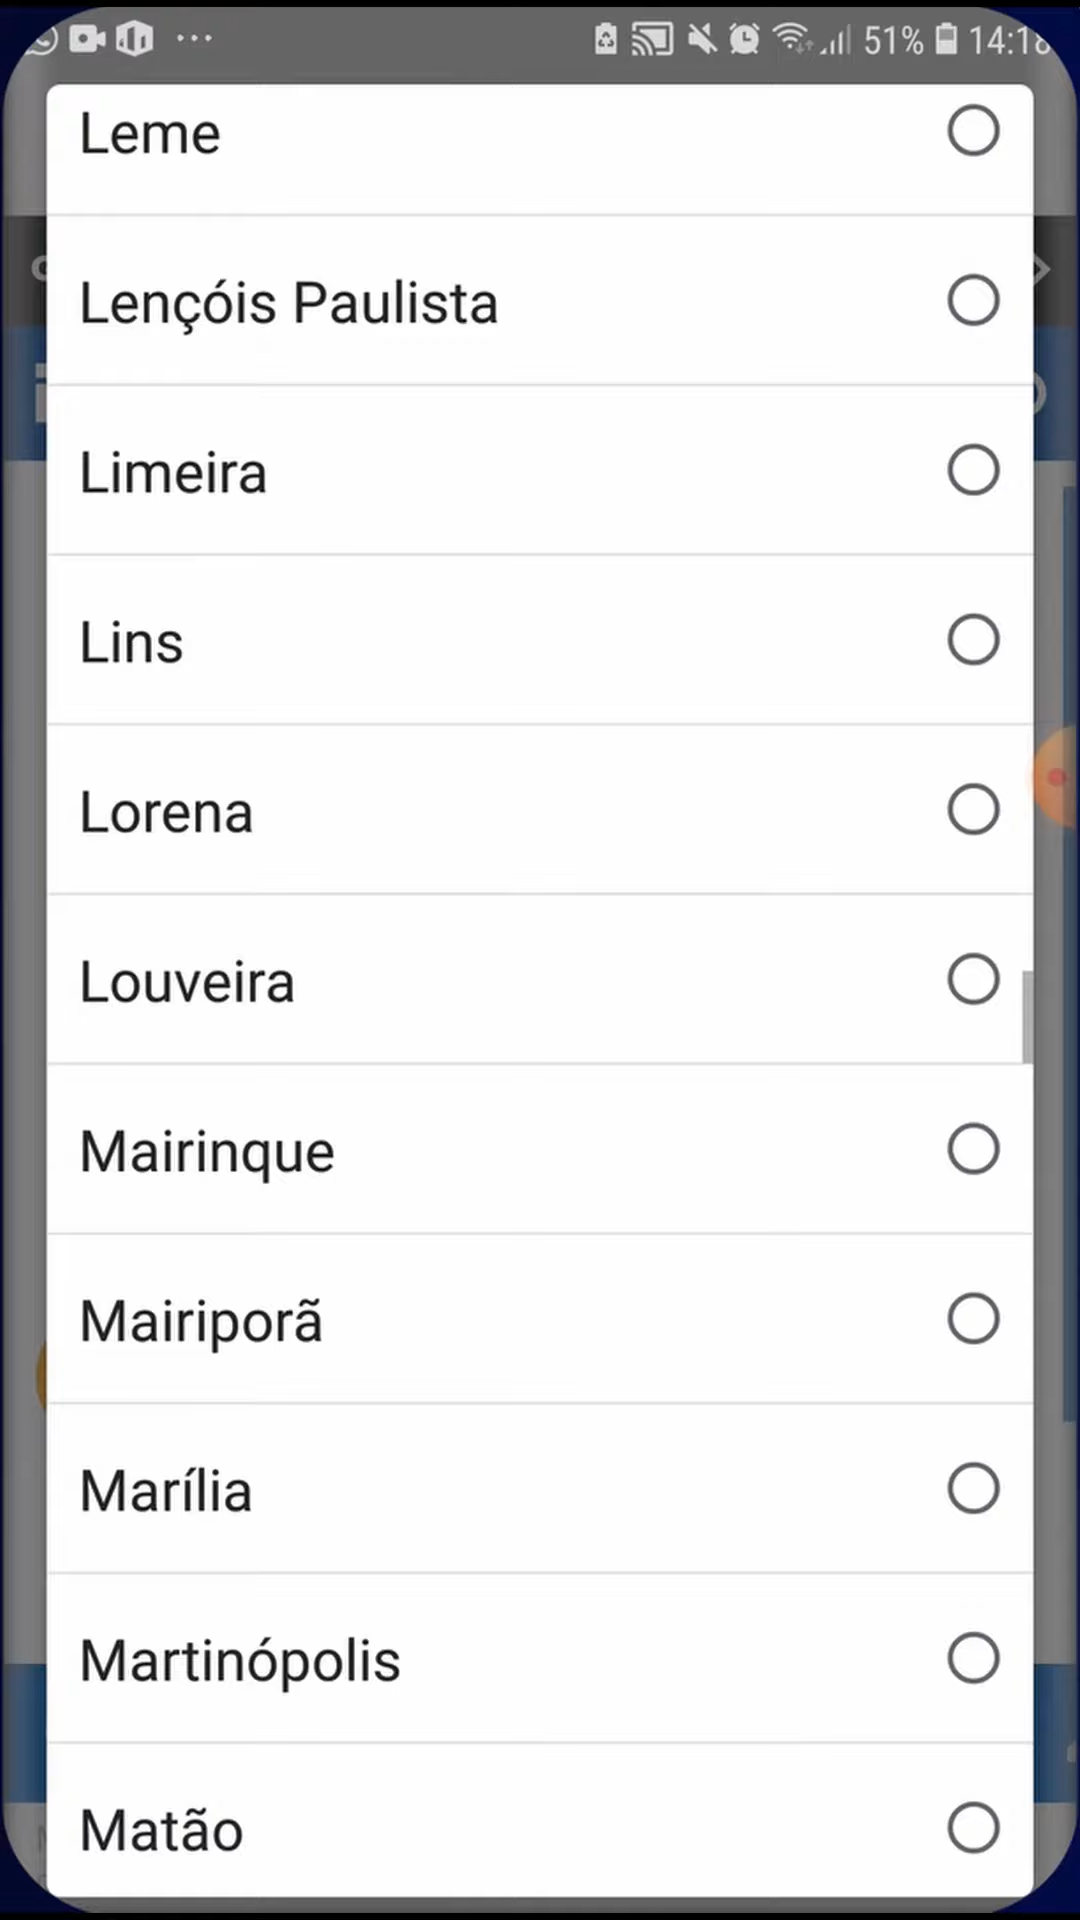 51% 14:18
Leme
Lençóis Paulista
Limeira
Lins
Lorena
Louveira
Mairinque
Mairiporã
Marília
Martinópolis
Matão